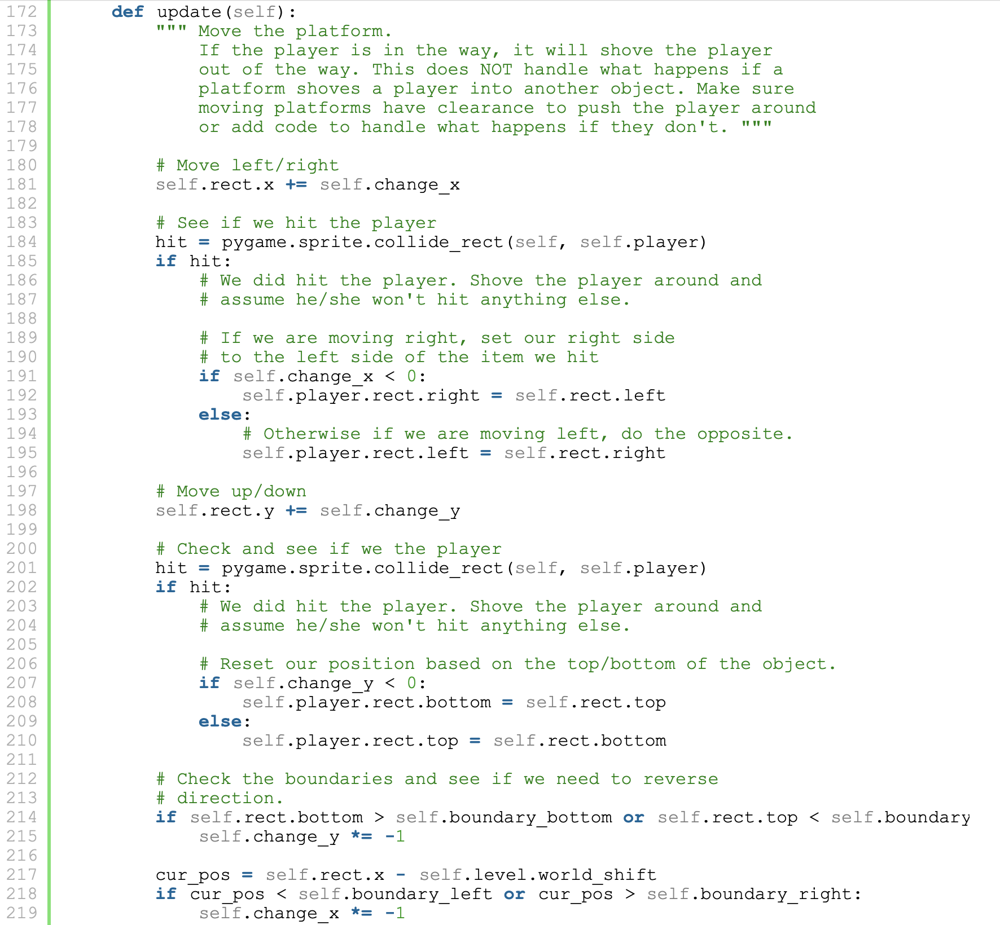 172 def update(self):
173 """ Move the platform.
174 If the player is in the way, it will shove the player
175 out of the way. This does NOT handle what happens if a
176 platform shoves a player into another object. Make sure
177 moving platforms have clearance to push the player around
178 or add code to handle what happens if they don't. """
179
180 # Move left/right
181 self.rect.x += self.change_x
182
183 # See if we hit the player
184 hit = pygame.sprite.collide_rect(self, self.player)
185 if hit:
186 # We did hit the player. Shove the player around and
187 # assume he/she won't hit anything else.
188
189 # If we are moving right, set our right side
190 # to the left side of the item we hit
191 if self.change_x < 0:
192 self.player.rect.right = self.rect.left
193 else:
194 # Otherwise if we are moving left, do the opposite.
195 self.player.rect.left = self.rect.right
196
197 # Move up/down
198 self.rect.y += self.change_y
199
200 # Check and see if we the player
201 hit = pygame.sprite.collide_rect(self, self.player)
202 if hit:
203 # We did hit the player. Shove the player around and
204 # assume he/she won't hit anything else.
205
206 # Reset our position based on the top/bottom of the object.
207 if self.change_y < 0:
208 self.player.rect.bottom = self.rect.top
209 else:
210 self.player.rect.top = self.rect.bottom
211
212 # Check the boundaries and see if we need to reverse
213 # direction.
214 if self.rect.bottom > self.boundary_bottom or self.rect.top < self.boundary
215 self.change_y *= -1
216
217 cur_pos = self.rect.x - self.level.world_shift
218 if cur_pos < self.boundary_left or cur_pos > self.boundary_right:
219 self.change_x *= -1